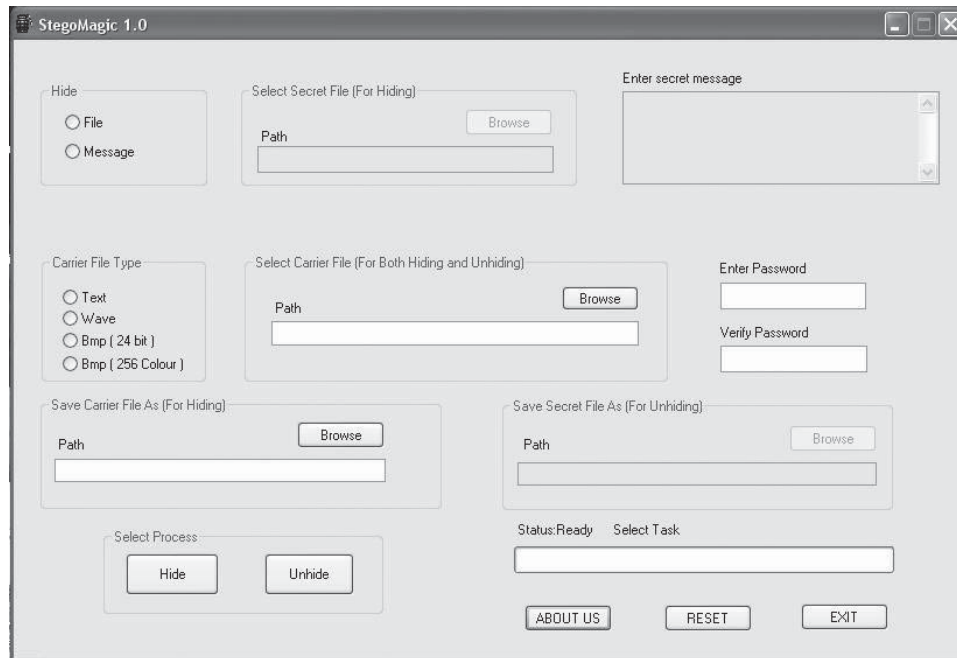 StegoMagic 1.0
Hide
File
Message
Select Secret File (For Hiding)
Browse
Path
Enter secret message
Carrier File Type
Text
Wave
Bmp ( 24 bit )
Bmp ( 256 Colour )
Select Carrier File (For Both Hiding and Unhiding)
Browse
Path
Enter Password
Verify Password
Save Carrier File As (For Hiding)
Browse
Path
Save Secret File As (For Unhiding)
Browse
Path
Select Process
Hide
Unhide
Status:Ready Select Task
ABOUT US
RESET
EXIT